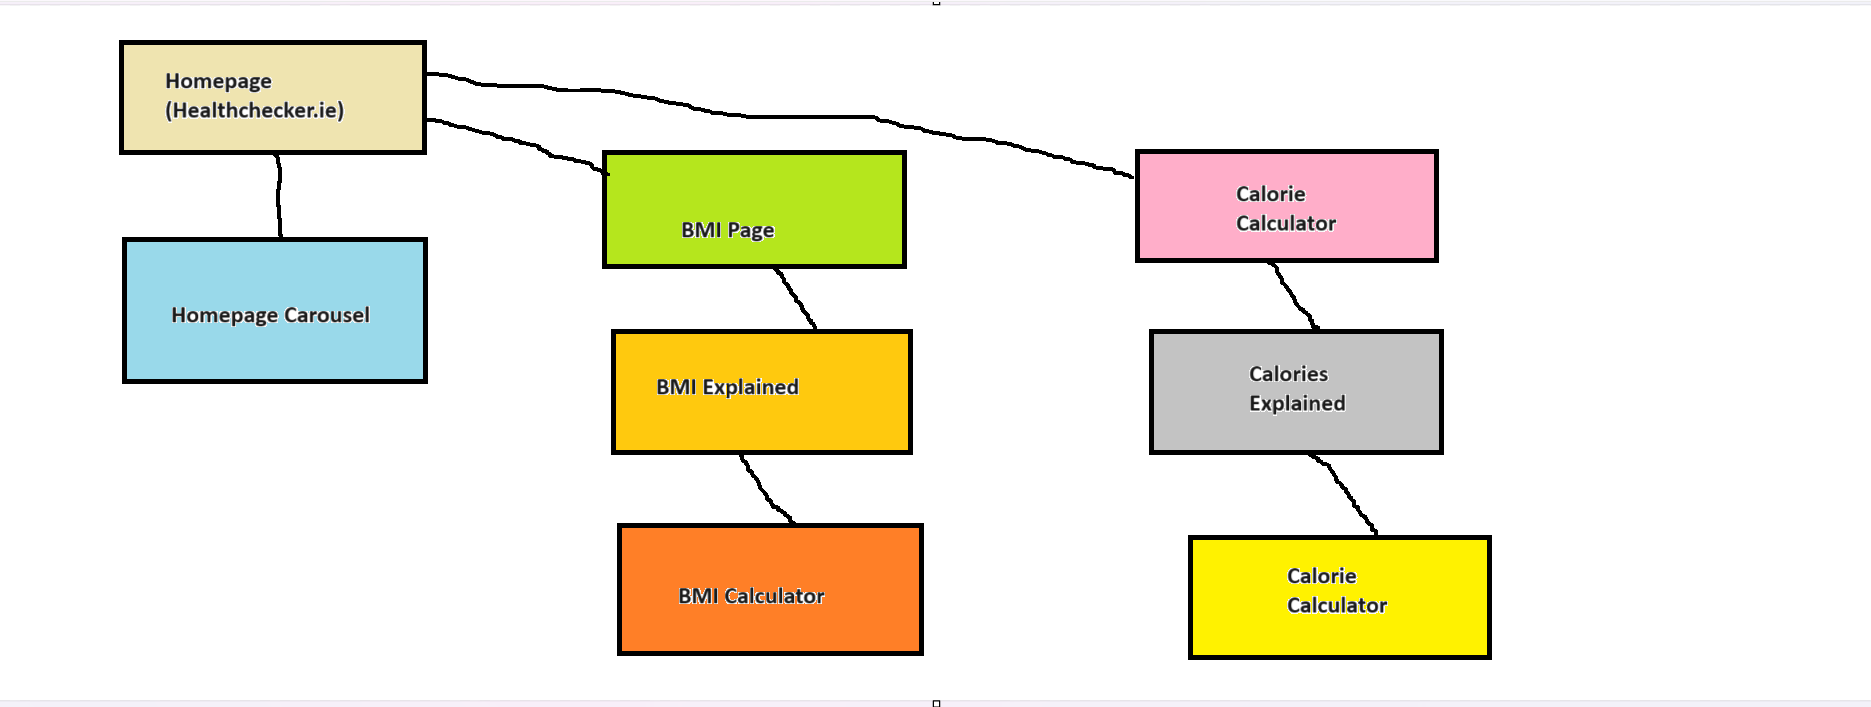 Homepage
(Healthchecker.ie)
Homepage Carousel
BMI Page
BMI Explained
BMI Calculator
Calorie
Calculator
Calories
Explained
Calorie
Calculator